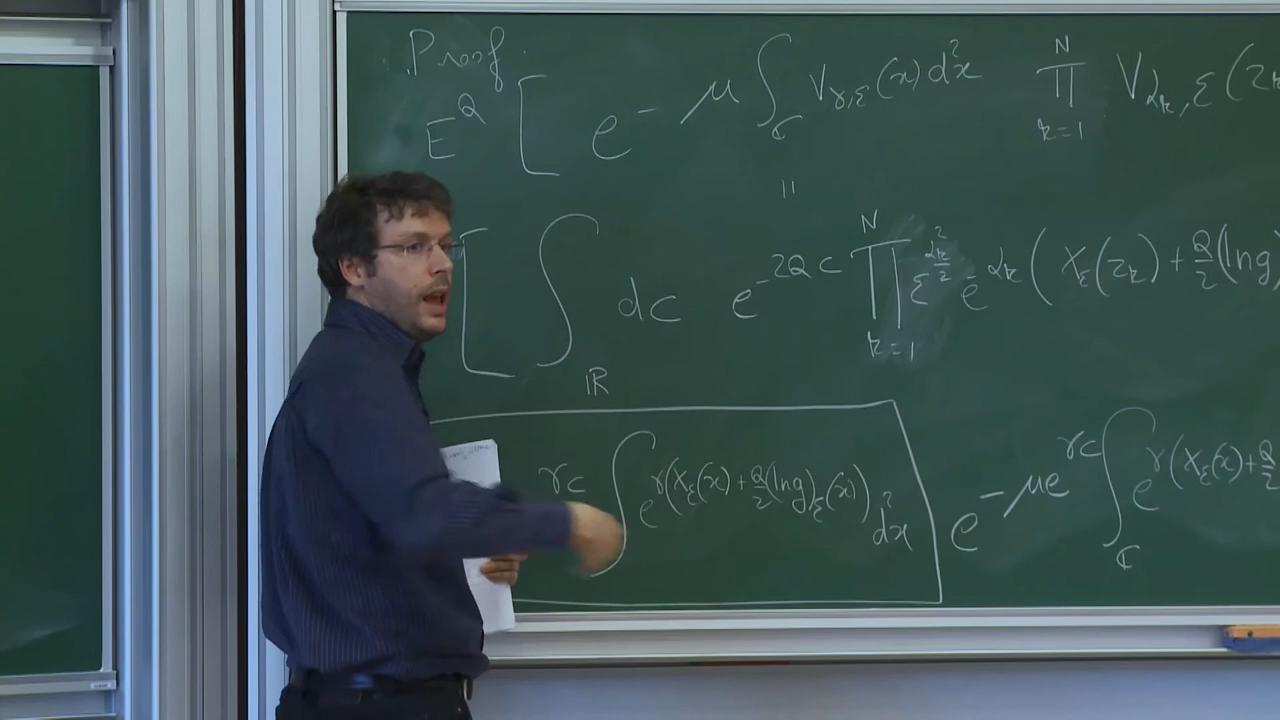 Proof.
E^Q [ e^{- μ ∫_ℂ V_{γ,ε}(x) d²x} ∏_{k=1}^{N} V_{α_k,ε}(z_k
=
[ ∫_ℝ dc e^{-2Qc} ∏_{k=1}^{N} ε^{α_k²/2} e^{α_k ( X_ε(z_k) + Q/2 (ln g)
γc ∫ e^{γ(X_ε(x) + Q/2 (ln g)_ε(x))} d²x e^{- μ e^{γc} ∫_ℂ e^{γ(X_ε(x) + Q/2